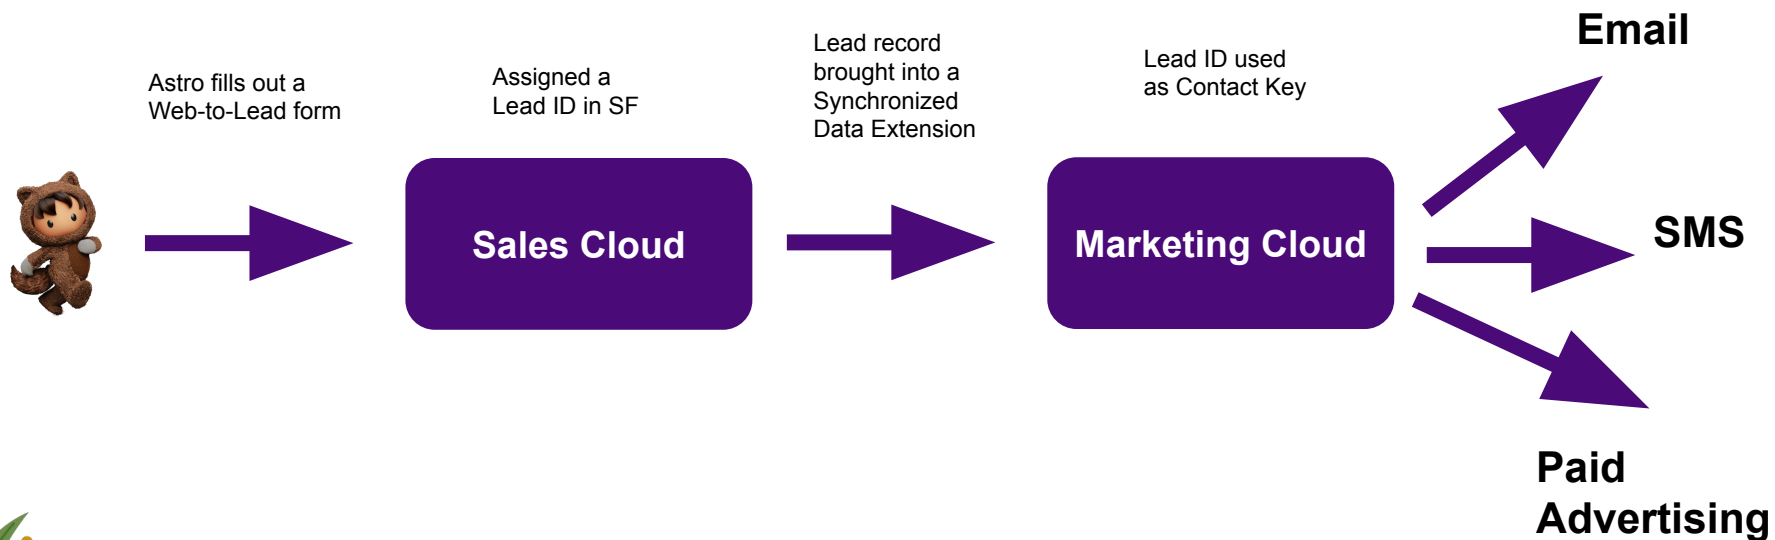 Astro fills out a
Web-to-Lead form
Assigned a
Lead ID in SF
Lead record
brought into a
Synchronized
Data Extension
Lead ID used
as Contact Key
Sales Cloud
Marketing Cloud
Email
SMS
Paid
Advertising